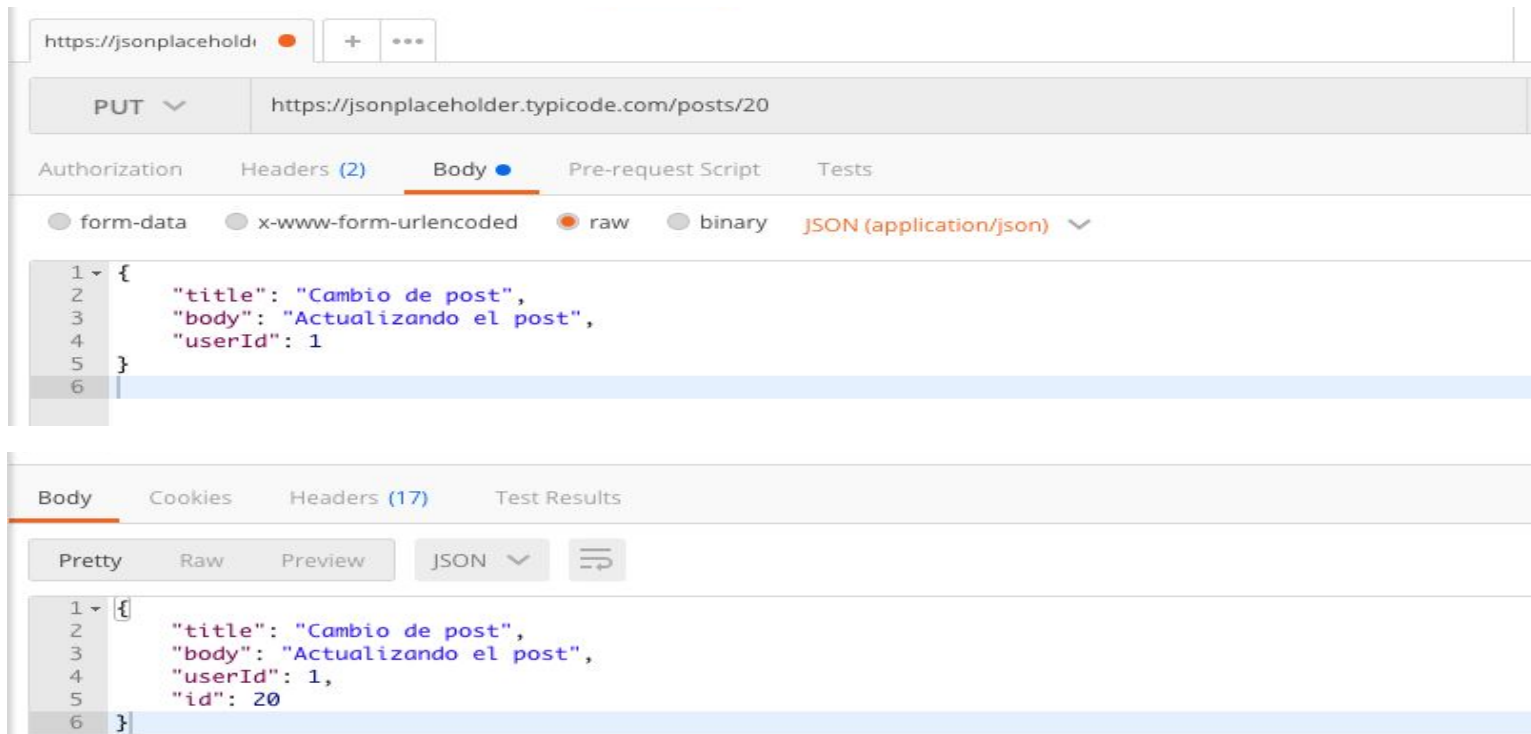 https://jsonplaceholde + •••
PUT https://jsonplaceholder.typicode.com/posts/20
Authorization Headers (2) Body Pre-request Script Tests
form-data x-www-form-urlencoded raw binary JSON (application/json)
1 {
2 "title": "Cambio de post",
3 "body": "Actualizando el post",
4 "userId": 1
5 }
6
Body Cookies Headers (17) Test Results
Pretty Raw Preview JSON
1 {
2 "title": "Cambio de post",
3 "body": "Actualizando el post",
4 "userId": 1,
5 "id": 20
6 }